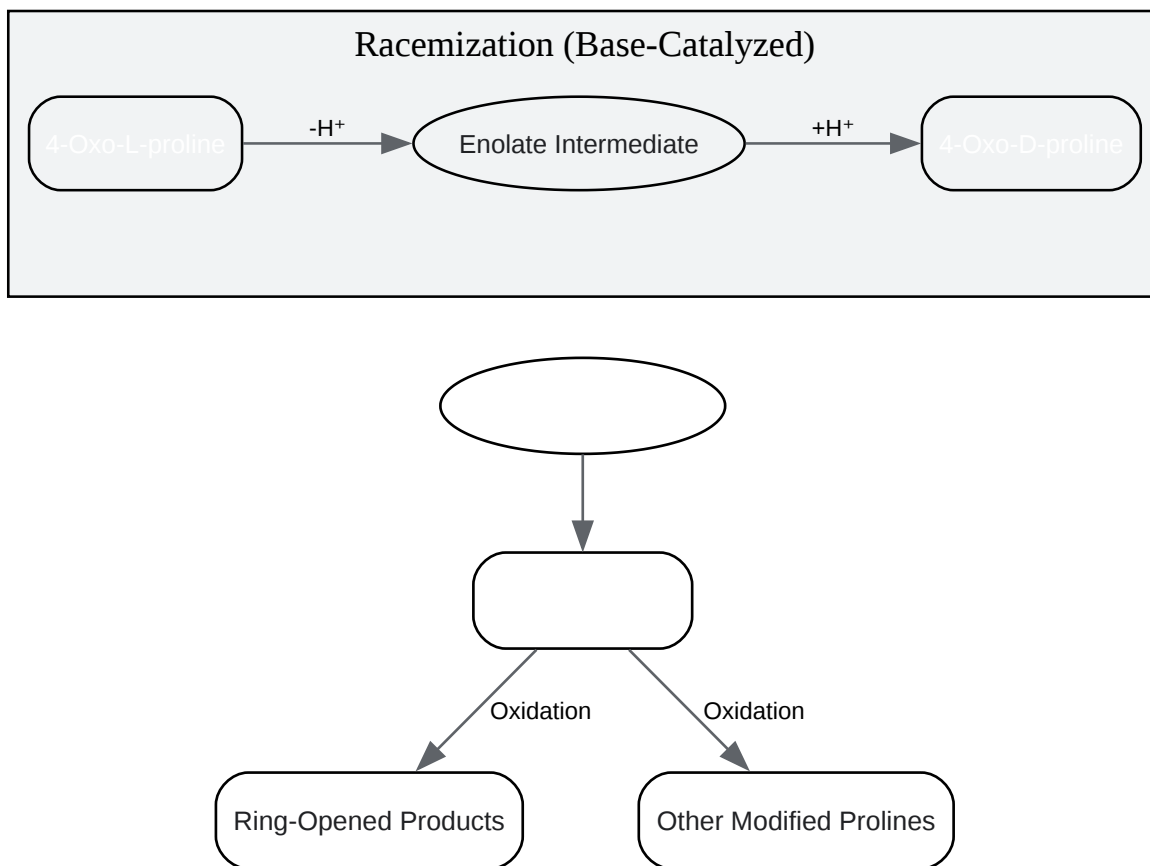 Racemization (Base-Catalyzed)
4-Oxo-L-proline
-H⁺
Enolate Intermediate
+H⁺
4-Oxo-D-proline
Oxidation
Oxidation
Ring-Opened Products
Other Modified Prolines